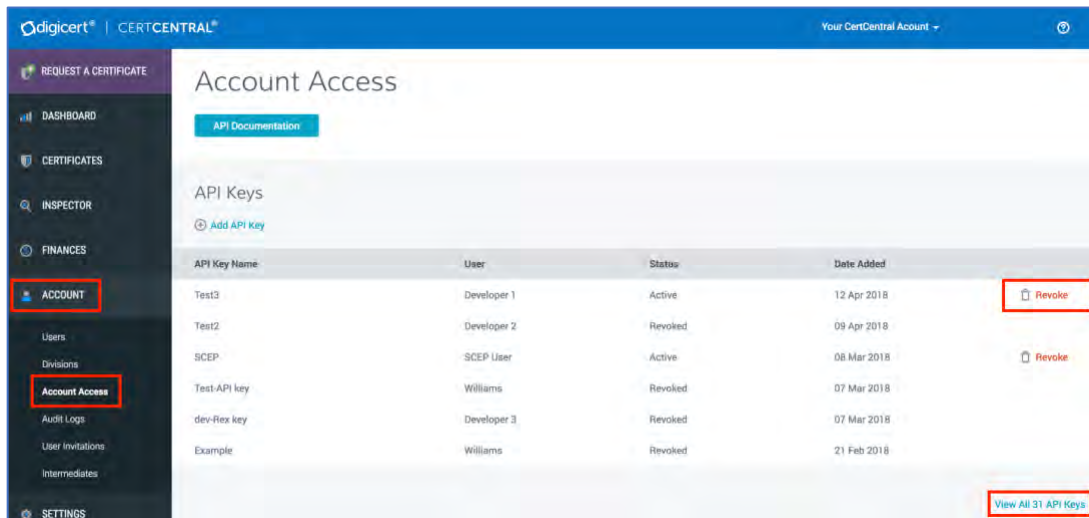 digicert® | CERTCENTRAL®
Your CertCentral Acount
REQUEST A CERTIFICATE
DASHBOARD
CERTIFICATES
INSPECTOR
FINANCES
ACCOUNT
Users
Divisions
Account Access
Audit Logs
User Invitations
Intermediates
SETTINGS
Account Access
API Documentation
API Keys
Add API Key
API Key Name User Status Date Added
Test3 Developer 1 Active 12 Apr 2018 Revoke
Test2 Developer 2 Revoked 09 Apr 2018
SCEP SCEP User Active 08 Mar 2018 Revoke
Test-API key Williams Revoked 07 Mar 2018
dev-Rex key Developer 3 Revoked 07 Mar 2018
Example Williams Revoked 21 Feb 2018
View All 31 API Keys